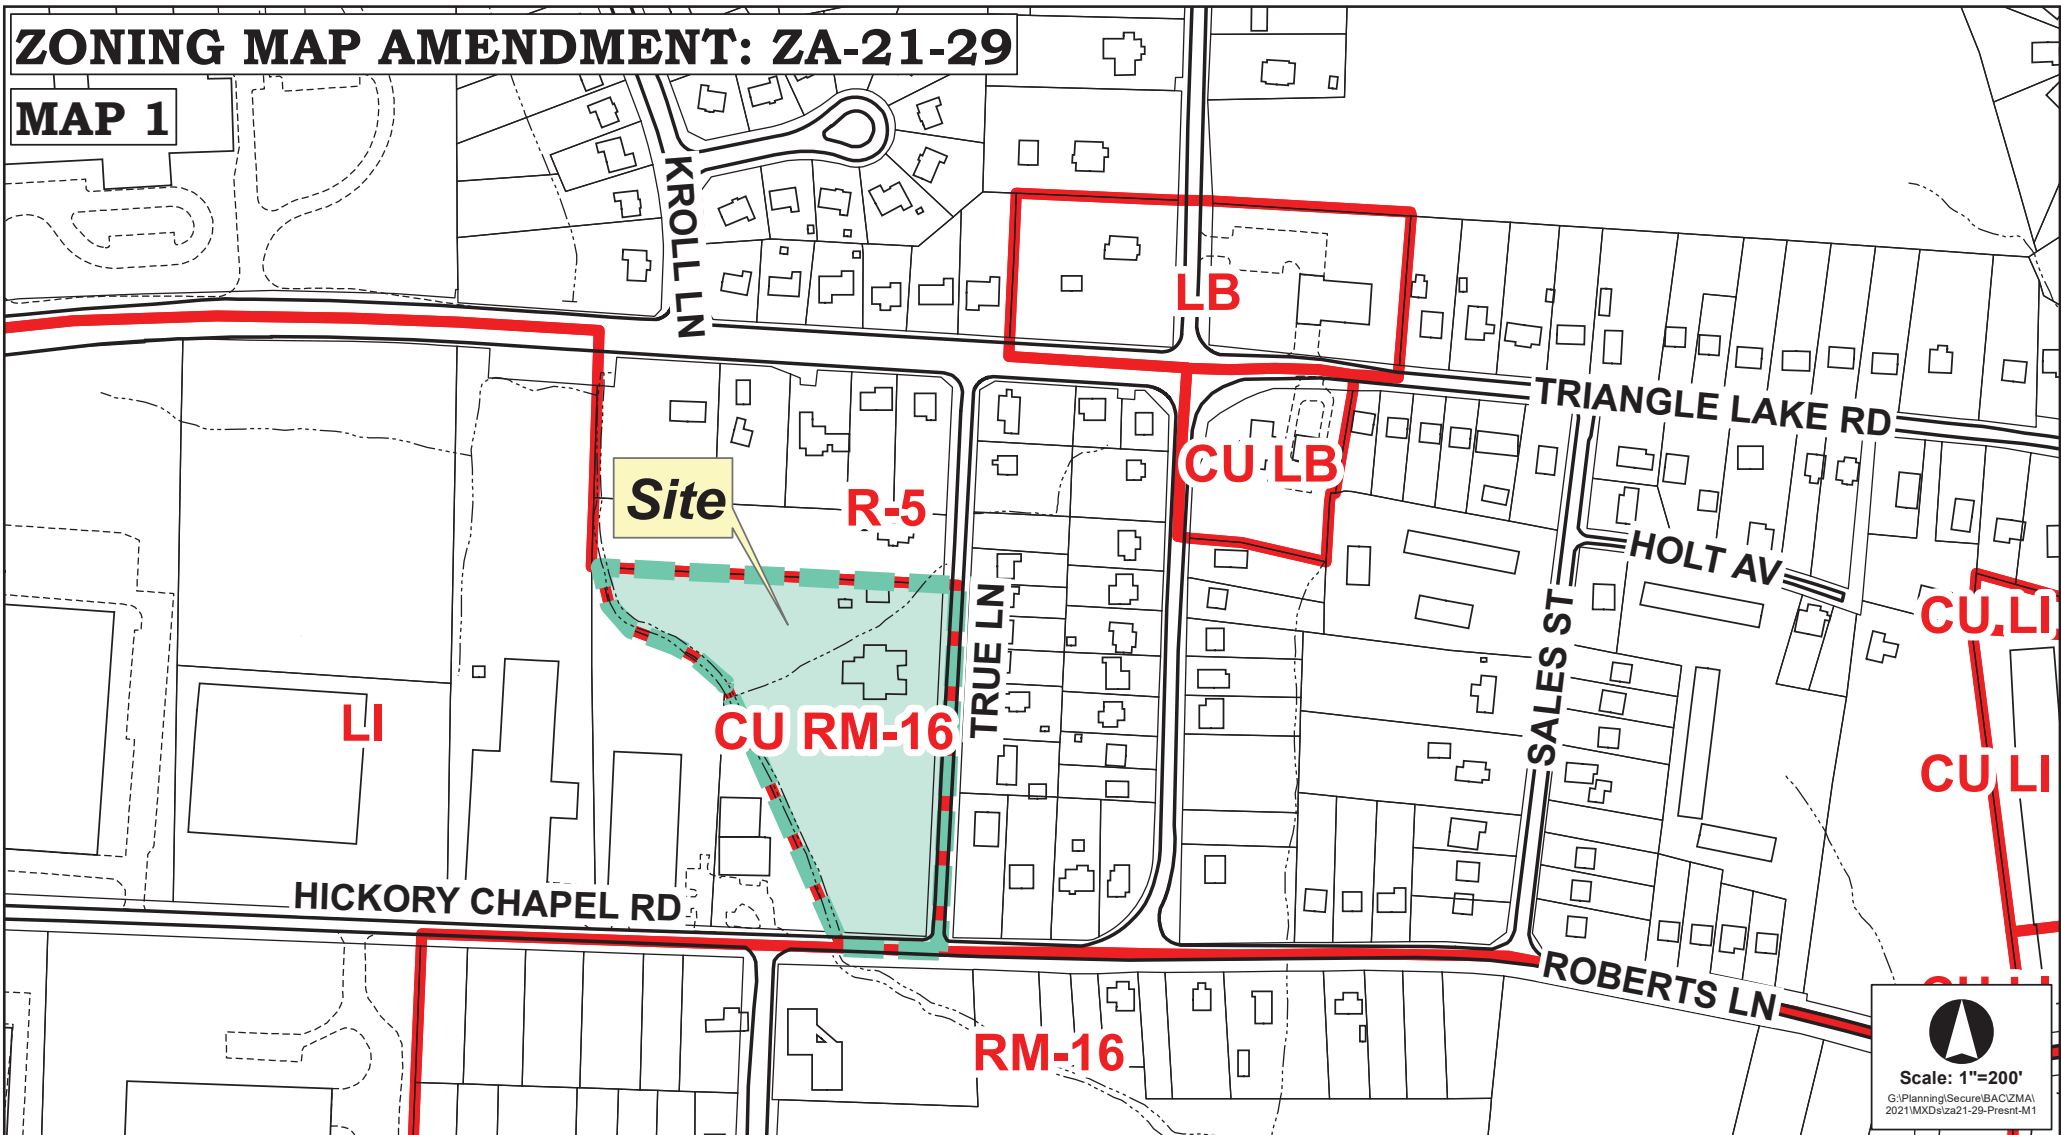 ZONING MAP AMENDMENT: ZA-21-29
MAP 1
KROLL LN
LB
TRIANGLE LAKE RD
CU LB
Site
R-5
HOLT AV
CU LI
TRUE LN
SALES ST
LI
CU RM-16
CU LI
HICKORY CHAPEL RD
ROBERTS LN
CU LI
RM-16
Scale: 1"=200'
G:\Planning\Secure\BAC\ZMA\
2021\MXDs\za21-29-Presnt-M1